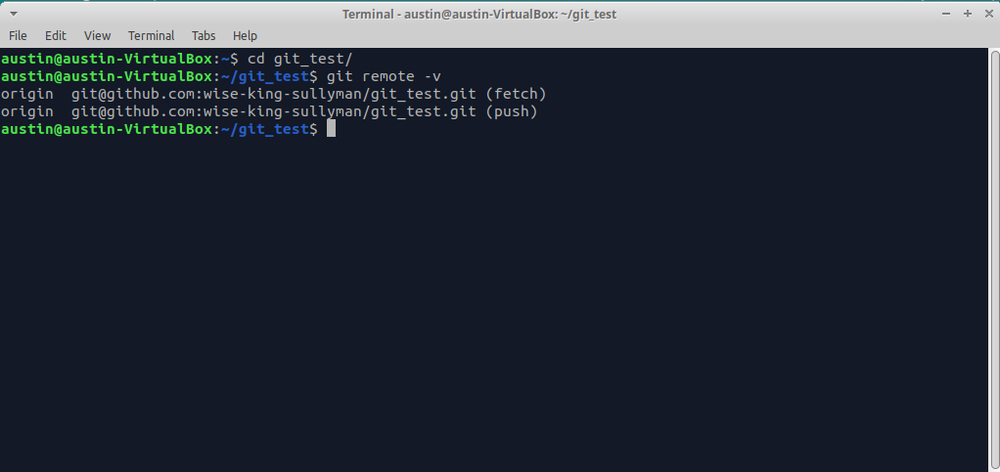 Terminal - austin@austin-VirtualBox: ~/git_test
File Edit View Terminal Tabs Help
austin@austin-VirtualBox:~$ cd git_test/
austin@austin-VirtualBox:~/git_test$ git remote -v
origin  git@github.com:wise-king-sullyman/git_test.git (fetch)
origin  git@github.com:wise-king-sullyman/git_test.git (push)
austin@austin-VirtualBox:~/git_test$